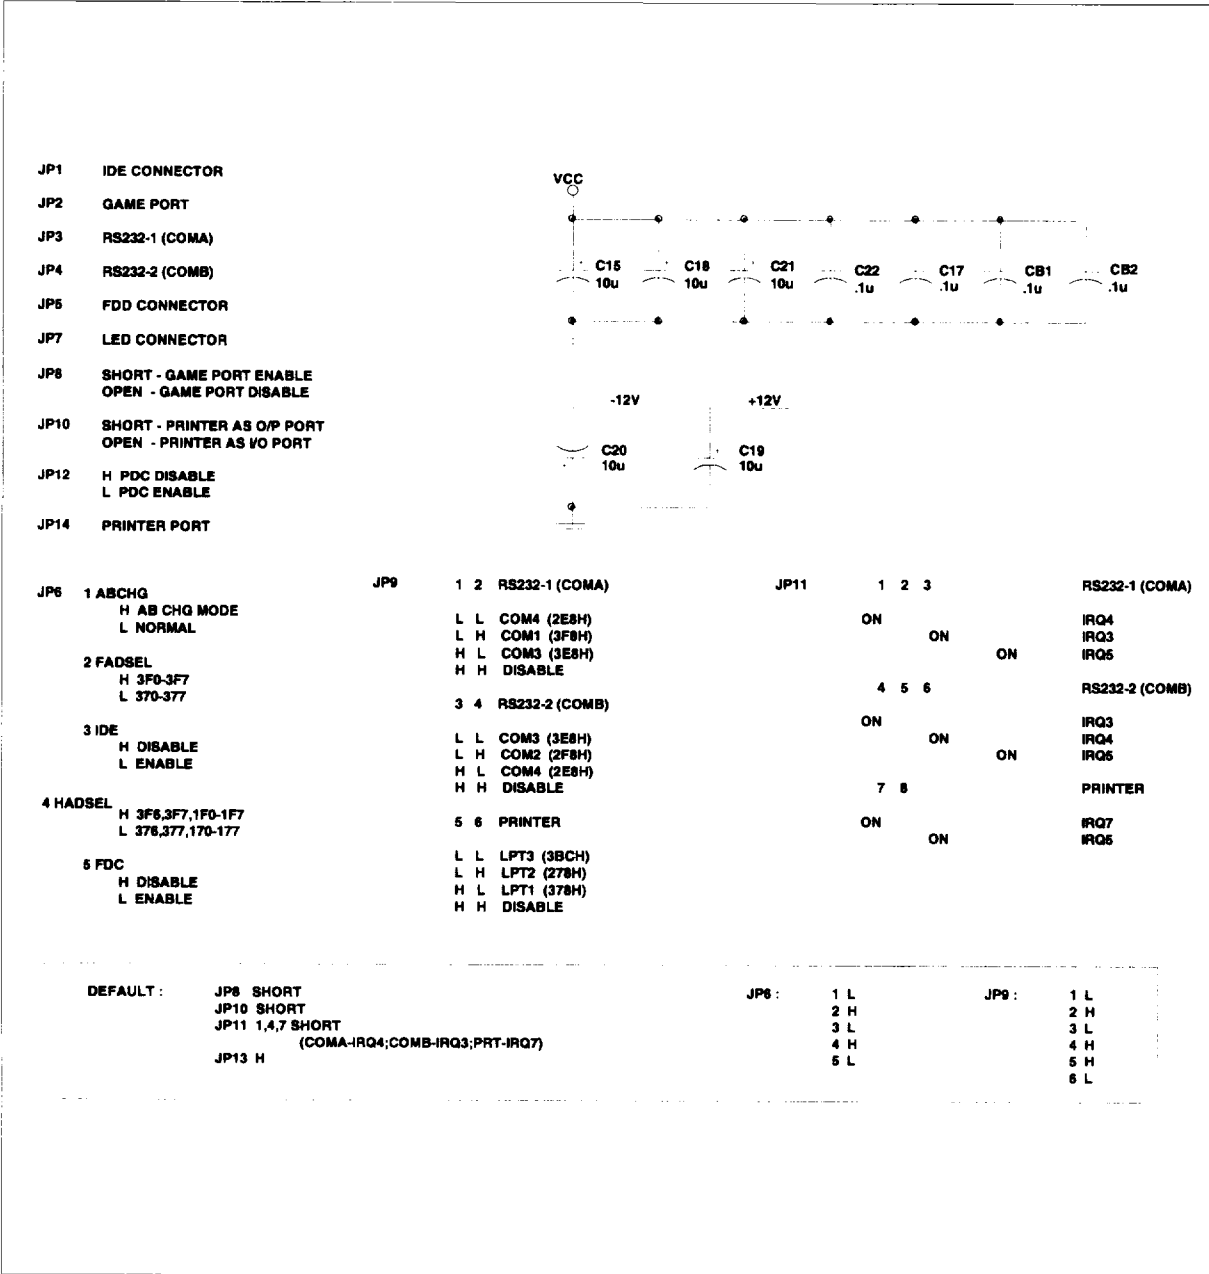 JP1 IDE CONNECTOR
JP2 GAME PORT
JP3 RS232-1 (COMA)
JP4 RS232-2 (COMB)
JP5 FDD CONNECTOR
JP7 LED CONNECTOR
JP8 SHORT - GAME PORT ENABLE
OPEN - GAME PORT DISABLE
JP10 SHORT - PRINTER AS O/P PORT
OPEN - PRINTER AS I/O PORT
JP12 H PDC DISABLE
L PDC ENABLE
JP14 PRINTER PORT
VCC
C15 C18 C21 C22 C17 CB1 CB2
10u 10u 10u .1u .1u .1u .1u
-12V +12V
C20 C19
10u 10u
JP6 1 ABCHG
H AB CHG MODE
L NORMAL
2 FADSEL
H 3F0-3F7
L 370-377
3 IDE
H DISABLE
L ENABLE
4 HADSEL
H 3F6,3F7,1F0-1F7
L 376,377,170-177
5 FDC
H DISABLE
L ENABLE
JP9 1 2 RS232-1 (COMA)
L L COM4 (2E8H)
L H COM1 (3F8H)
H L COM3 (3E8H)
H H DISABLE
3 4 RS232-2 (COMB)
L L COM3 (3E8H)
L H COM2 (2F8H)
H L COM4 (2E8H)
H H DISABLE
5 6 PRINTER
L L LPT3 (3BCH)
L H LPT2 (278H)
H L LPT1 (378H)
H H DISABLE
JP11 1 2 3 RS232-1 (COMA)
ON IRQ4
ON IRQ3
ON IRQ5
4 5 6 RS232-2 (COMB)
ON IRQ3
ON IRQ4
ON IRQ5
7 8 PRINTER
ON IRQ7
ON IRQ5
DEFAULT :
JP8 SHORT
JP10 SHORT
JP11 1,4,7 SHORT
(COMA-IRQ4;COMB-IRQ3;PRT-IRQ7)
JP13 H
JP6 : 1 L
2 H
3 L
4 H
5 L
JP9 : 1 L
2 H
3 L
4 H
5 H
6 L